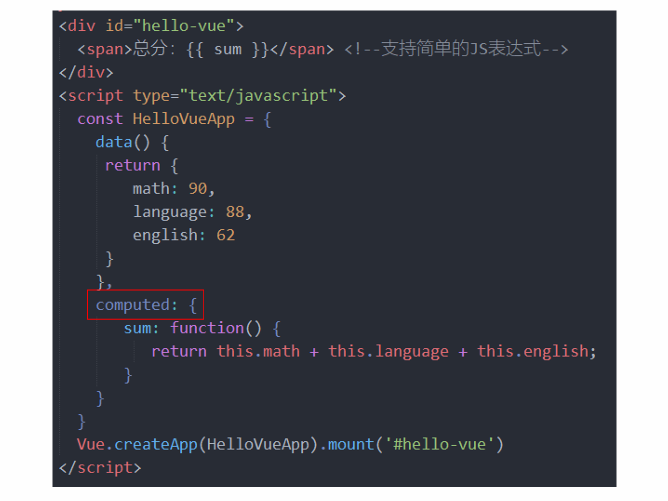 <div id="hello-vue">
<span>总分: {{ sum }}</span> <!--支持简单的JS表达式-->
</div>
<script type="text/javascript">
const HelloVueApp = {
data() {
return {
math: 90,
language: 88,
english: 62
}
},
computed: {
sum: function() {
return this.math + this.language + this.english;
}
}
}
Vue.createApp(HelloVueApp).mount('#hello-vue')
</script>